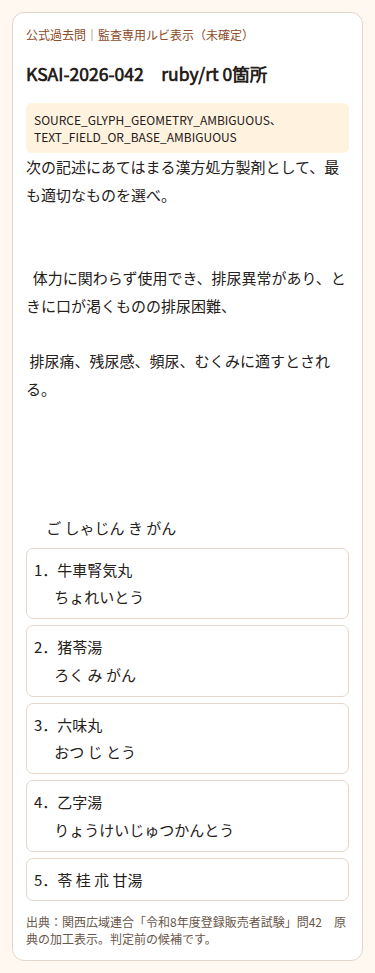 公式過去問｜監査専用ルビ表示（未確定）
KSAI-2026-042　ruby/rt 0箇所
SOURCE_GLYPH_GEOMETRY_AMBIGUOUS、
TEXT_FIELD_OR_BASE_AMBIGUOUS
次の記述にあてはまる漢方処方製剤として、最
も適切なものを選べ。
体力に関わらず使用でき、排尿異常があり、と
きに口が渇くものの排尿困難、
排尿痛、残尿感、頻尿、むくみに適すとされ
る。
ご しゃじん き がん
1．牛車腎気丸
ちょれいとう
2．猪苓湯
ろく み がん
3．六味丸
おつ じ とう
4．乙字湯
りょうけいじゅつかんとう
5．苓 桂 朮 甘湯
出典：関西広域連合「令和8年度登録販売者試験」問42　原
典の加工表示。判定前の候補です。